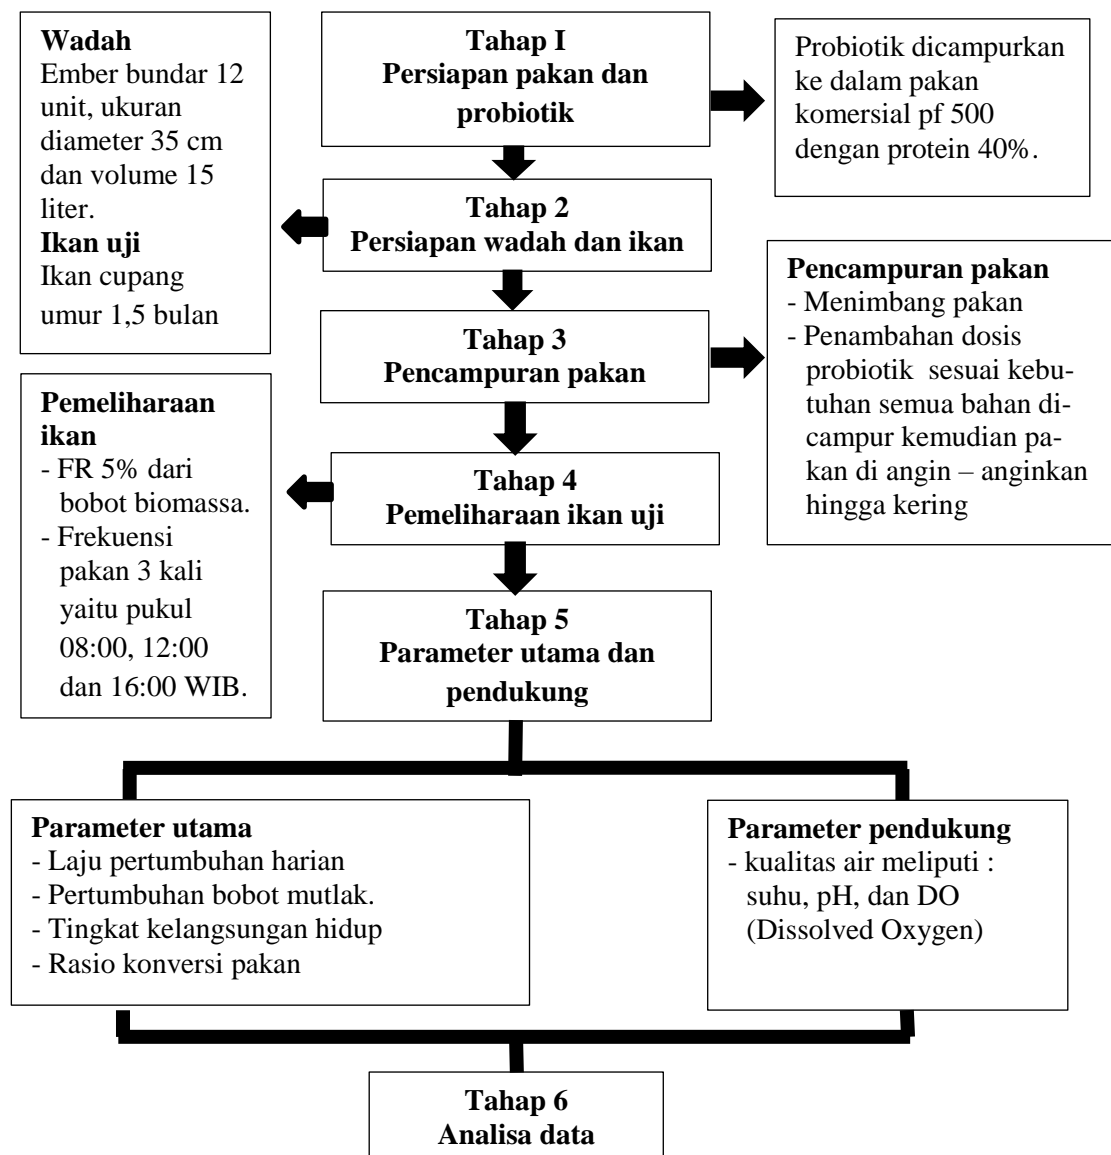 Tahap I
Persiapan pakan dan
probiotik
Probiotik dicampurkan
ke dalam pakan
komersial pf 500
dengan protein 40%.
Tahap 2
Persiapan wadah dan ikan
Wadah
Ember bundar 12
unit, ukuran
diameter 35 cm
dan volume 15
liter.
Ikan uji
Ikan cupang
umur 1,5 bulan
Tahap 3
Pencampuran pakan
Pencampuran pakan
- Menimbang pakan
- Penambahan dosis
probiotik  sesuai kebu-
tuhan semua bahan di-
campur kemudian pa-
kan di angin – anginkan
hingga kering
Tahap 4
Pemeliharaan ikan uji
Pemeliharaan
ikan
- FR 5% dari
bobot biomassa.
- Frekuensi
pakan 3 kali
yaitu pukul
08:00, 12:00
dan 16:00 WIB.
Tahap 5
Parameter utama dan
pendukung
Parameter utama
- Laju pertumbuhan harian
- Pertumbuhan bobot mutlak.
- Tingkat kelangsungan hidup
- Rasio konversi pakan
Parameter pendukung
- kualitas air meliputi :
suhu, pH, dan DO
(Dissolved Oxygen)
Tahap 6
Analisa data